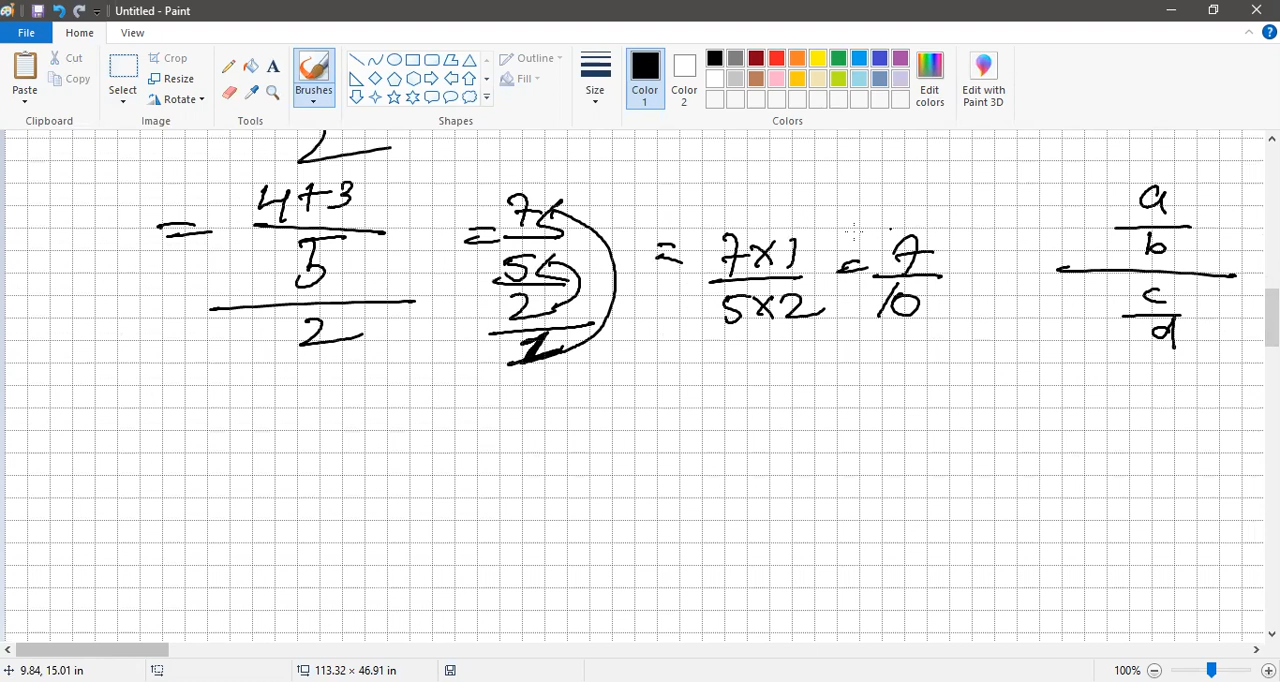 Untitled - Paint
File Home View
Paste
Cut
Copy
Clipboard
Select
Crop
Resize
Rotate
Image
A
Tools
Brushes
Outline
Fill
Shapes
Size
Color 1
Color 2
Edit colors
Edit with Paint 3D
Colors
2
= 4+3
5
2
= 7
5
2
1
= 7×1
5×2
= 7
10
a
b
c
d
9.84, 15.01 in
113.32 × 46.91 in
100%